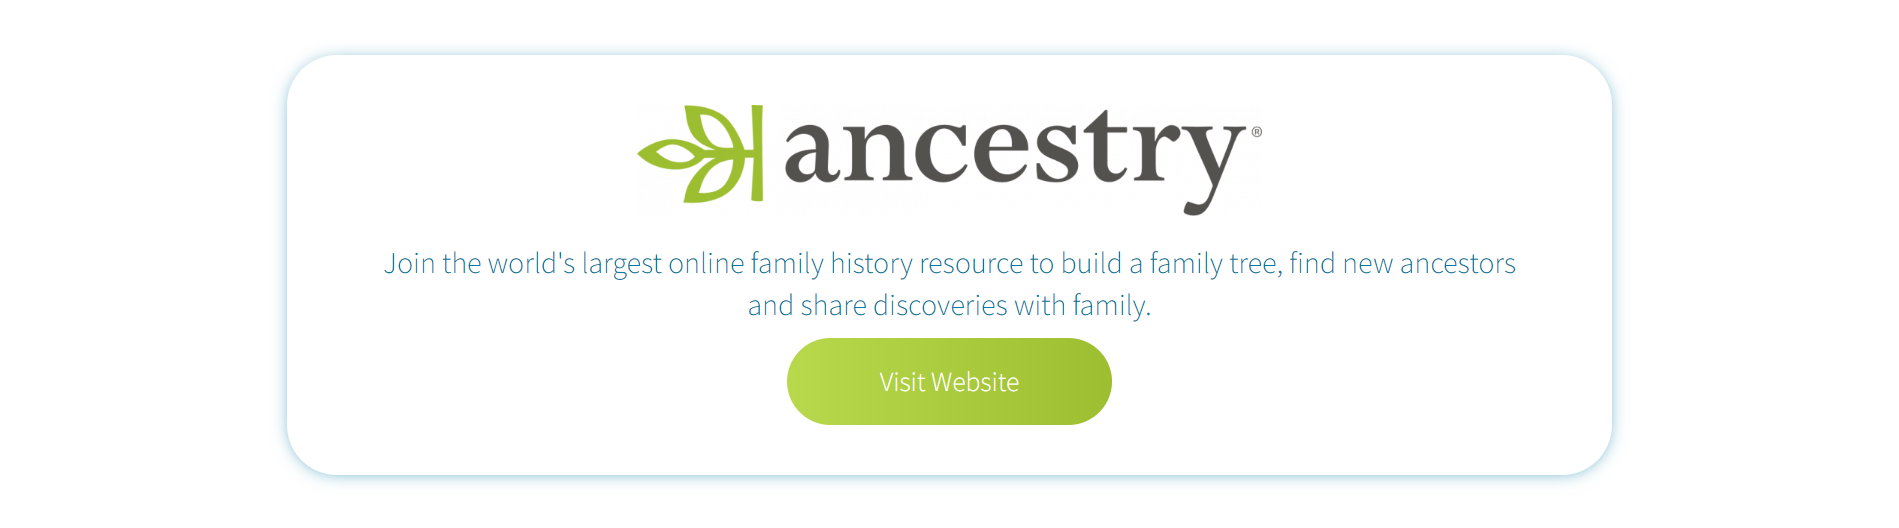 ancestry®
Join the world's largest online family history resource to build a family tree, find new ancestors
and share discoveries with family.
Visit Website